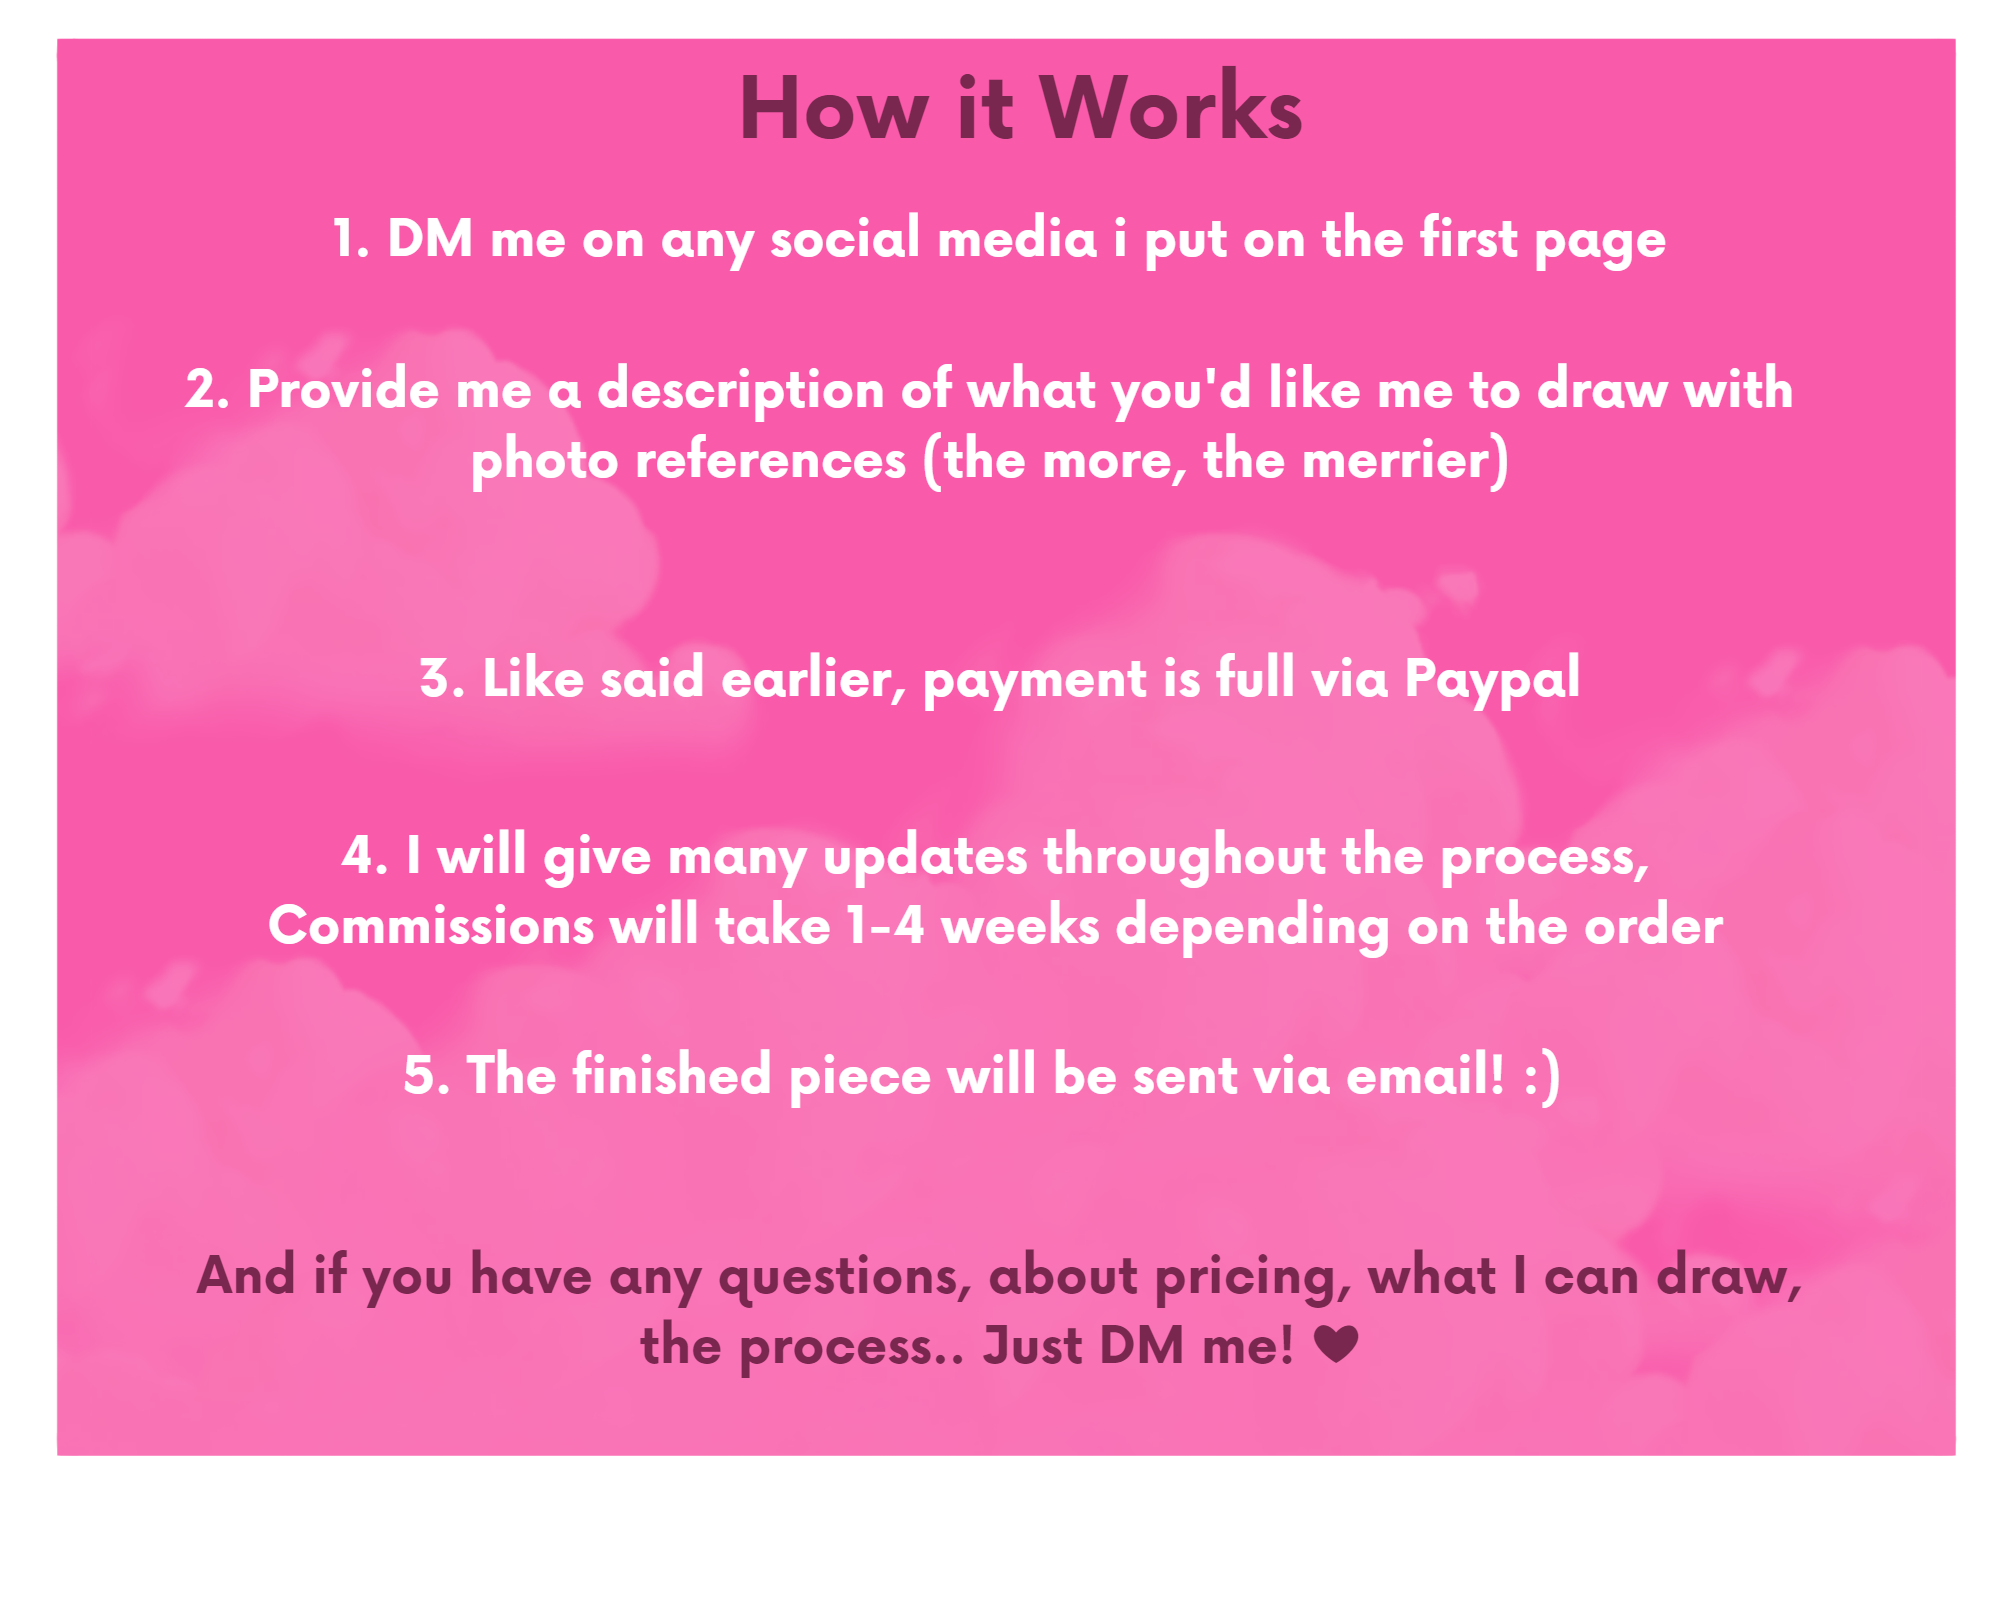 How it Works
1. DM me on any social media i put on the first page
2. Provide me a description of what you'd like me to draw with
photo references (the more, the merrier)
3. Like said earlier, payment is full via Paypal
4. I will give many updates throughout the process,
Commissions will take 1-4 weeks depending on the order
5. The finished piece will be sent via email! :)
And if you have any questions, about pricing, what I can draw,
the process.. Just DM me! ♥